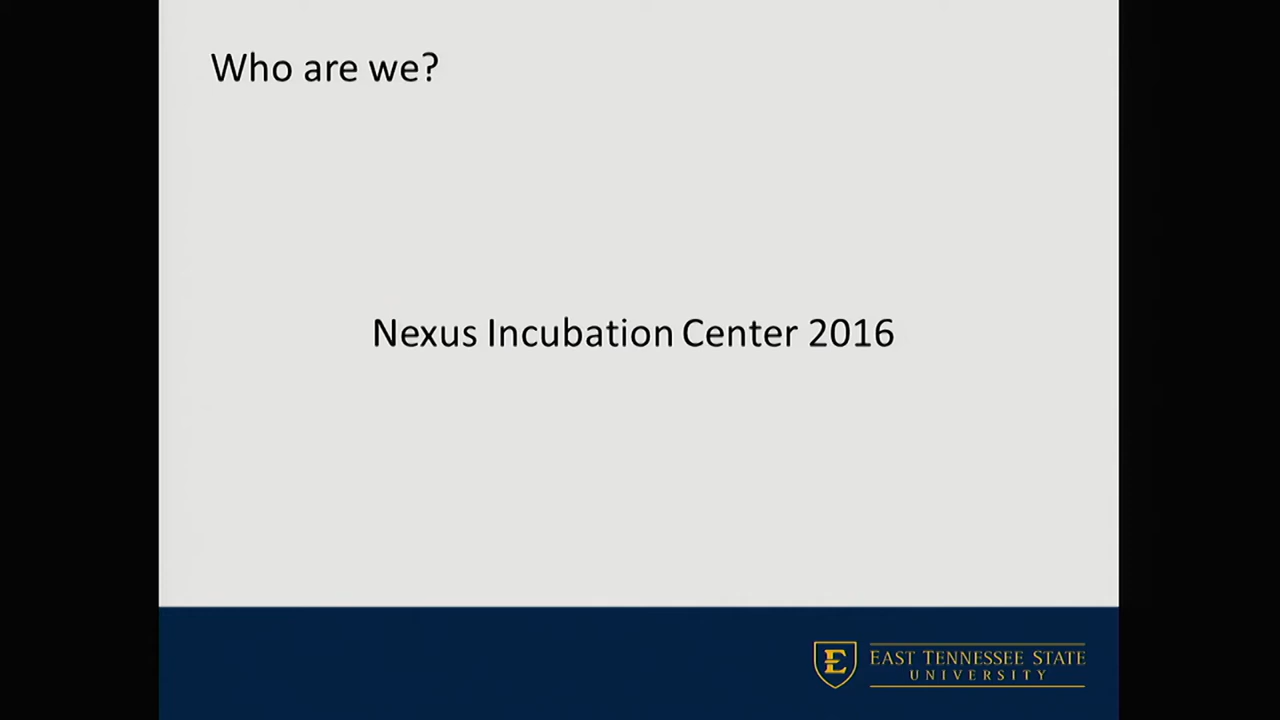 Who are we?
Nexus Incubation Center 2016
E
EAST TENNESSEE STATE
UNIVERSITY